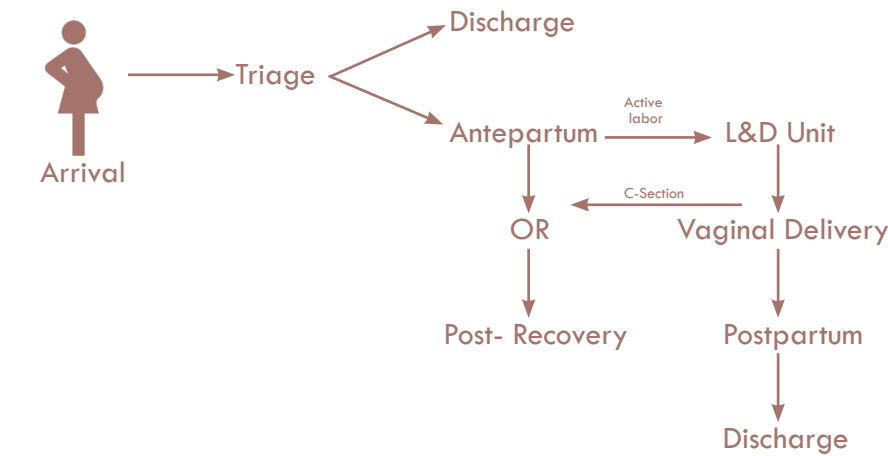 Discharge
Triage
Active
labor
Antepartum
L&D Unit
Arrival
C-Section
OR
Vaginal Delivery
Post- Recovery
Postpartum
Discharge